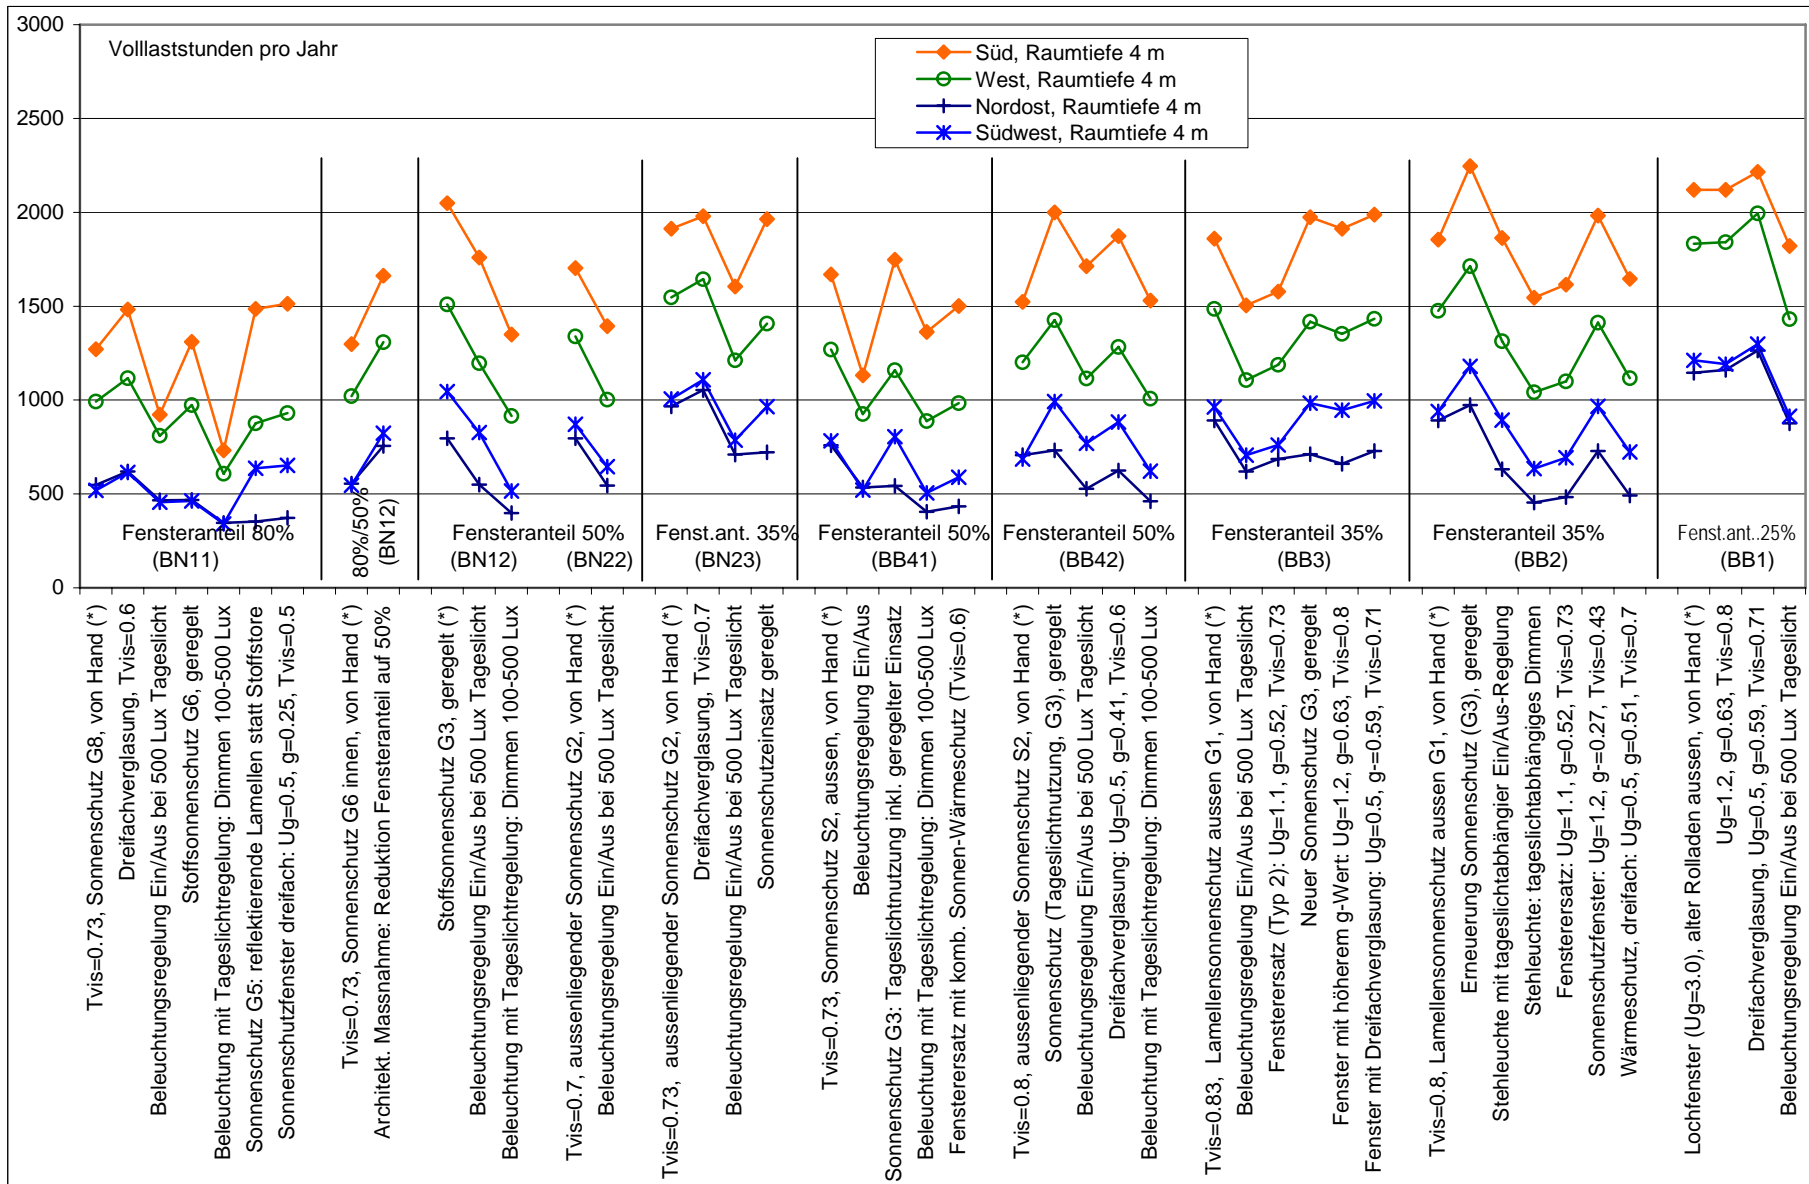 Volllaststunden pro Jahr
Süd, Raumtiefe 4 m
West, Raumtiefe 4 m
Nordost, Raumtiefe 4 m
Südwest, Raumtiefe 4 m
3000
2500
2000
1500
1000
500
0
Fensteranteil 80%
(BN11)
80%/50%
(BN12)
Fensteranteil 50%
(BN12)
(BN22)
Fenst.ant. 35%
(BN23)
Fensteranteil 50%
(BB41)
Fensteranteil 50%
(BB42)
Fensteranteil 35%
(BB3)
Fensteranteil 35%
(BB2)
Fenst.ant..25%
(BB1)
Tvis=0.73, Sonnenschutz G8, von Hand (*)
Dreifachverglasung, Tvis=0.6
Beleuchtungsregelung Ein/Aus bei 500 Lux Tageslicht
Stoffsonnenschutz G6, geregelt
Beleuchtung mit Tageslichtregelung: Dimmen 100-500 Lux
Sonnenschutz G5: reflektierende Lamellen statt Stoffstore
Sonnenschutzfenster dreifach: Ug=0.5, g=0.25, Tvis=0.5
Tvis=0.73, Sonnenschutz G6 innen, von Hand (*)
Architekt. Massnahme: Reduktion Fensteranteil auf 50%
Stoffsonnenschutz G3, geregelt (*)
Beleuchtungsregelung Ein/Aus bei 500 Lux Tageslicht
Beleuchtung mit Tageslichtregelung: Dimmen 100-500 Lux
Tvis=0.7, aussenliegender Sonnenschutz G2, von Hand (*)
Beleuchtungsregelung Ein/Aus bei 500 Lux Tageslicht
Tvis=0.73, aussenliegender Sonnenschutz G2, von Hand (*)
Dreifachverglasung, Tvis=0.7
Beleuchtungsregelung Ein/Aus bei 500 Lux Tageslicht
Sonnenschutzeinsatz geregelt
Tvis=0.73, Sonnenschutz S2, aussen, von Hand (*)
Beleuchtungsregelung Ein/Aus
Sonnenschutz G3: Tageslichtnutzung inkl. geregelter Einsatz
Beleuchtung mit Tageslichtregelung: Dimmen 100-500 Lux
Fensterersatz mit komb. Sonnen-Wärmeschutz (Tvis=0.6)
Tvis=0.8, aussenliegender Sonnenschutz S2, von Hand (*)
Sonnenschutz (Tageslichtnutzung, G3), geregelt
Beleuchtungsregelung Ein/Aus bei 500 Lux Tageslicht
Dreifachverglasung: Ug=0.5, g=0.41, Tvis=0.6
Beleuchtung mit Tageslichtregelung: Dimmen 100-500 Lux
Tvis=0.83, Lamellensonnenschutz aussen G1, von Hand (*)
Beleuchtungsregelung Ein/Aus bei 500 Lux Tageslicht
Fensterersatz (Typ 2): Ug=1.1, g=0.52, Tvis=0.73
Neuer Sonnenschutz G3, geregelt
Fenster mit höherem g-Wert: Ug=1.2, g=0.63, Tvis=0.8
Fenster mit Dreifachverglasung: Ug=0.5, g-=0.59, Tvis=0.71
Tvis=0.8, Lamellensonnenschutz aussen G1, von Hand (*)
Erneuerung Sonnenschutz (G3), geregelt
Stehleuchte mit tageslichtabhängier Ein/Aus-Regelung
Stehleuchte: tageslichtabhängiges Dimmen
Fensterersatz: Ug=1.1, g=0.52, Tvis=0.73
Sonnenschutzfenster: Ug=1.2, g-=0.27, Tvis=0.43
Wärmeschutz, dreifach: Ug=0.5, g=0.51, Tvis=0.7
Lochfenster (Ug=3.0), alter Rolladen aussen, von Hand (*)
Ug=1.2, g=0.63, Tvis=0.8
Dreifachverglasung, Ug=0.5, g=0.59, Tvis=0.71
Beleuchtungsregelung Ein/Aus bei 500 Lux Tageslicht